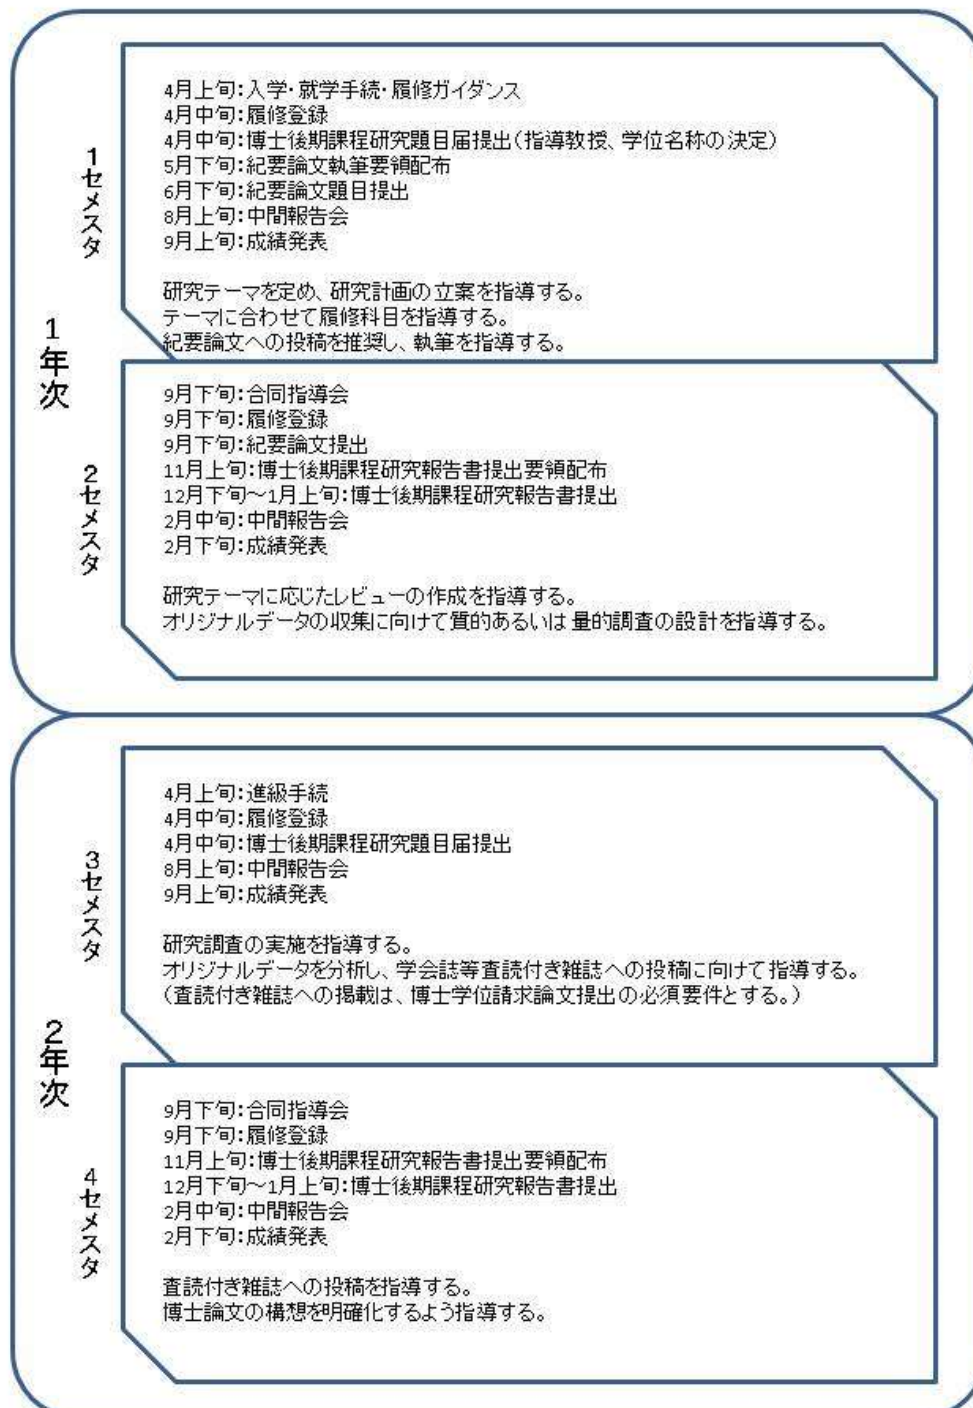 1年次
1セメスタ
4月上旬:入学・就学手続・履修ガイダンス
4月中旬:履修登録
4月中旬:博士後期課程研究題目届提出(指導教授、学位名称の決定)
5月下旬:紀要論文執筆要領配布
6月下旬:紀要論文題目提出
8月上旬:中間報告会
9月上旬:成績発表
研究テーマを定め、研究計画の立案を指導する。
テーマに合わせて履修科目を指導する。
紀要論文への投稿を推奨し、執筆を指導する。
2セメスタ
9月下旬:合同指導会
9月下旬:履修登録
9月下旬:紀要論文提出
11月上旬:博士後期課程研究報告書提出要領配布
12月下旬～1月上旬:博士後期課程研究報告書提出
2月中旬:中間報告会
2月下旬:成績発表
研究テーマに応じたレビューの作成を指導する。
オリジナルデータの収集に向けて質的あるいは量的調査の設計を指導する。
2年次
3セメスタ
4月上旬:進級手続
4月中旬:履修登録
4月中旬:博士後期課程研究題目届提出
8月上旬:中間報告会
9月上旬:成績発表
研究調査の実施を指導する。
オリジナルデータを分析し、学会誌等査読付き雑誌への投稿に向けて指導する。
(査読付き雑誌への掲載は、博士学位請求論文提出の必須要件とする。)
4セメスタ
9月下旬:合同指導会
9月下旬:履修登録
11月上旬:博士後期課程研究報告書提出要領配布
12月下旬～1月上旬:博士後期課程研究報告書提出
2月中旬:中間報告会
2月下旬:成績発表
査読付き雑誌への投稿を指導する。
博士論文の構想を明確化するよう指導する。